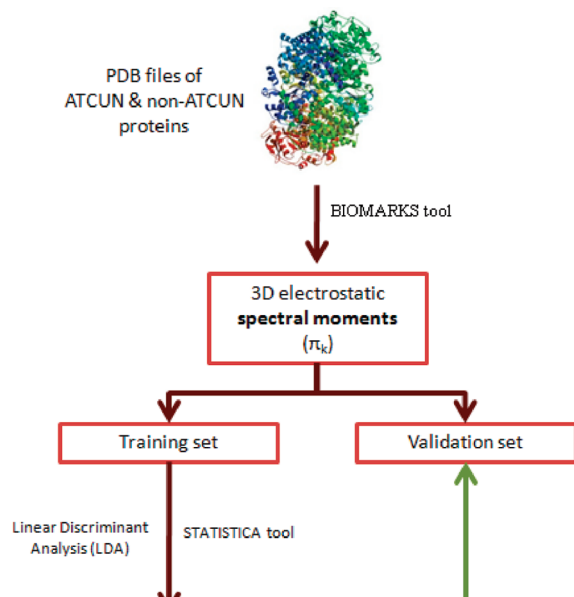 PDB files of
ATCUN & non-ATCUN
proteins
BIOMARKS tool
3D electrostatic
spectral moments
(πk)
Training set
Validation set
Linear Discriminant
Analysis (LDA)
STATISTICA tool